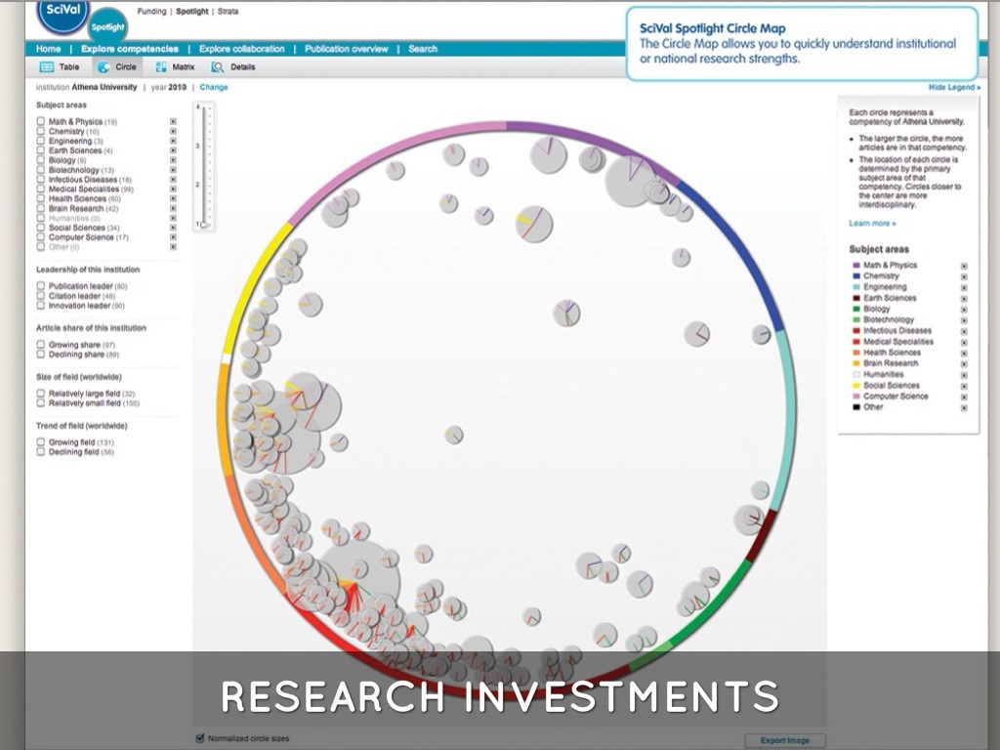 SciVal
Spotlight
Funding | Spotlight | Strata
Home | Explore competencies | Explore collaboration | Publication overview | Search
Table Circle Matrix Details
SciVal Spotlight Circle Map
The Circle Map allows you to quickly understand institutional
or national research strengths.
institution Athena University | year 2010 | Change
Hide Legend »
Subject areas
Math & Physics (19)
Chemistry (10)
Engineering (3)
Earth Sciences (4)
Biology (9)
Biotechnology (13)
Infectious Diseases (18)
Medical Specialities (99)
Health Sciences (60)
Brain Research (42)
Humanities (0)
Social Sciences (34)
Computer Science (17)
Other (0)
Leadership of this institution
Publication leader (80)
Citation leader (48)
Innovation leader (90)
Article share of this institution
Growing share (97)
Declining share (89)
Size of field (worldwide)
Relatively large field (32)
Relatively small field (155)
Trend of field (worldwide)
Growing field (131)
Declining field (56)
4
3
2
1
Each circle represents a
competency of Athena University.
• The larger the circle, the more
articles are in that competency.
• The location of each circle is
determined by the primary
subject area of that
competency. Circles closer to
the center are more
interdisciplinary.
Learn more »
Subject areas
Math & Physics
Chemistry
Engineering
Earth Sciences
Biology
Biotechnology
Infectious Diseases
Medical Specialities
Health Sciences
Brain Research
Humanities
Social Sciences
Computer Science
Other
RESEARCH INVESTMENTS
Normalized circle sizes
Export Image